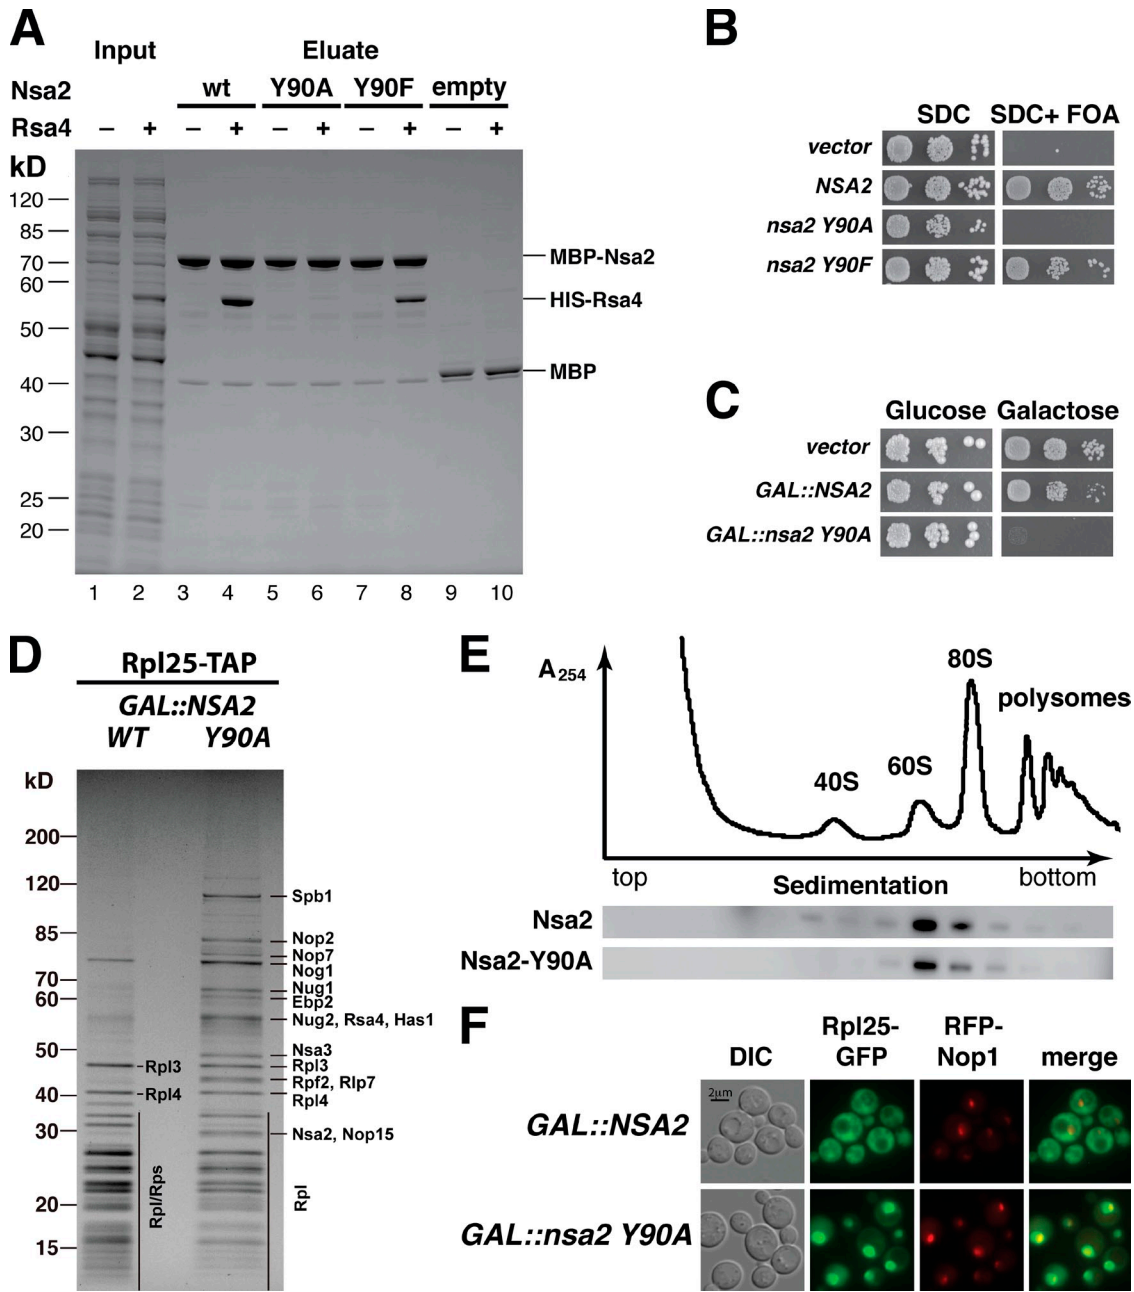 A
Input Eluate
Nsa2 wt Y90A Y90F empty
Rsa4 – + – + – + – + – +
kD
120
85
70
60
50
40
30
25
20
MBP-Nsa2
HIS-Rsa4
MBP
1 2 3 4 5 6 7 8 9 10
B
SDC SDC+ FOA
vector
NSA2
nsa2 Y90A
nsa2 Y90F
C
Glucose Galactose
vector
GAL::NSA2
GAL::nsa2 Y90A
D
Rpl25-TAP
GAL::NSA2
WT Y90A
kD
200
120
85
70
60
50
40
30
20
15
Rpl3
Rpl4
Rpl/Rps
Spb1
Nop2
Nop7
Nog1
Nug1
Ebp2
Nug2, Rsa4, Has1
Nsa3
Rpl3
Rpf2, Rlp7
Rpl4
Nsa2, Nop15
Rpl
E
A254
40S
60S
80S
polysomes
top
Sedimentation
bottom
Nsa2
Nsa2-Y90A
F
DIC
Rpl25-
GFP
RFP-
Nop1
merge
2μm
GAL::NSA2
GAL::nsa2 Y90A